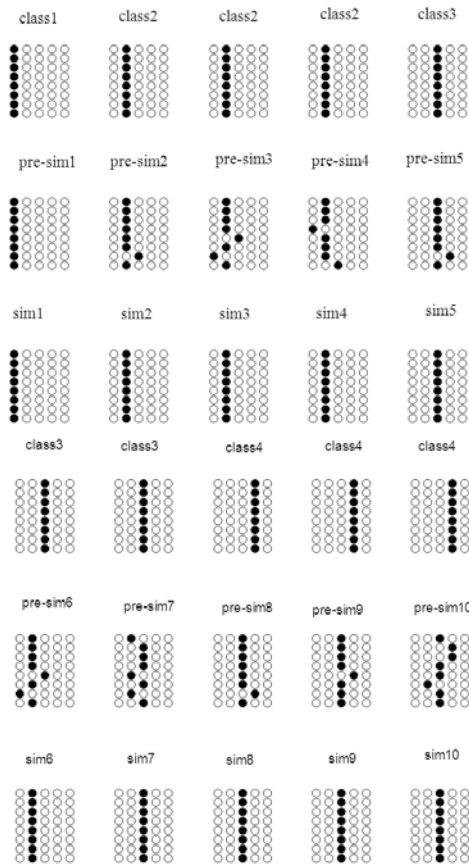 class1 class2 class2 class2 class3
pre-sim1 pre-sim2 pre-sim3 pre-sim4 pre-sim5
sim1 sim2 sim3 sim4 sim5
class3 class3 class4 class4 class4
pre-sim6 pre-sim7 pre-sim8 pre-sim9 pre-sim10
sim6 sim7 sim8 sim9 sim10